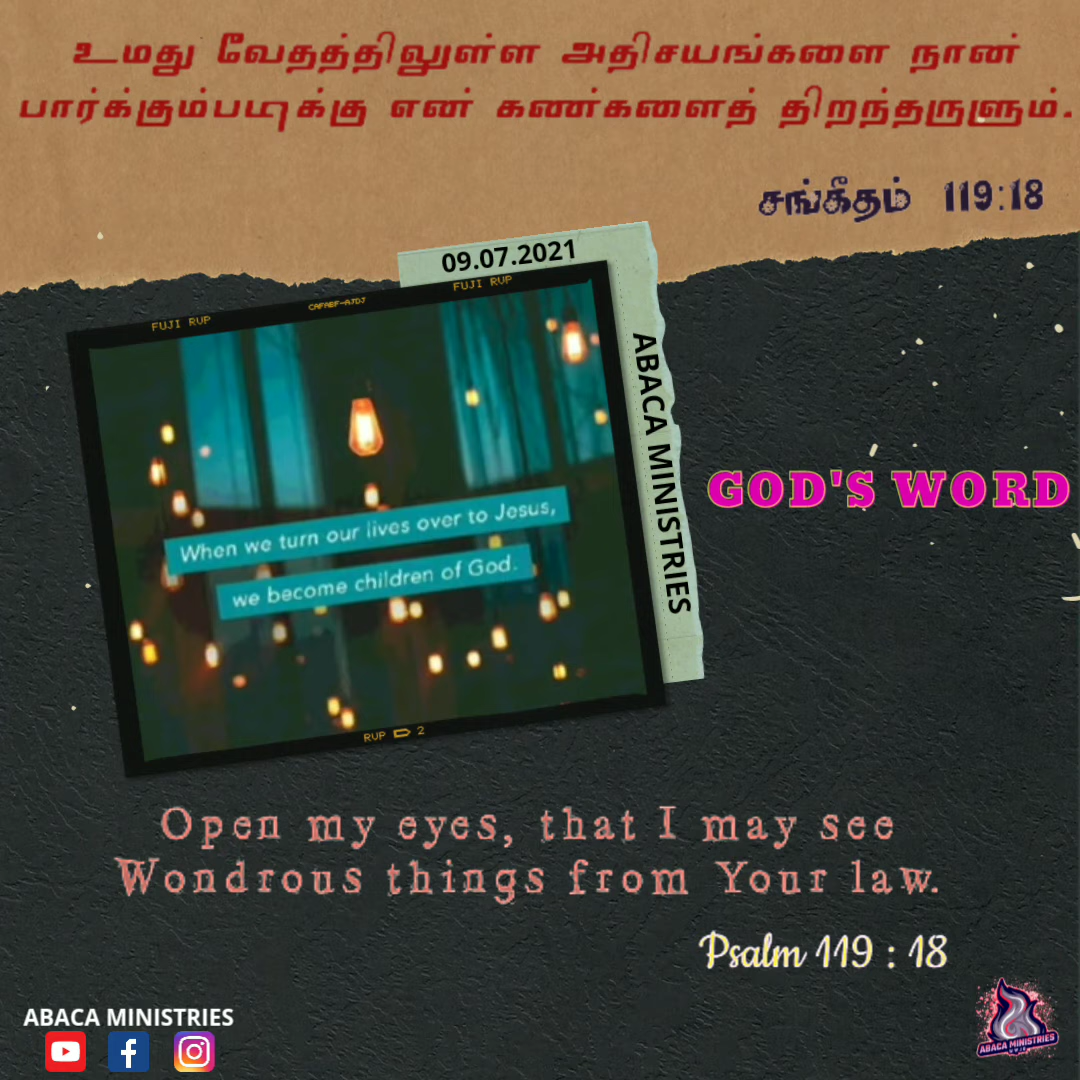 உமது வேதத்திலுள்ள அதிசயங்களை நான்
பார்க்கும்படிக்கு என் கண்களைத் திறந்தருளும்.
சங்கீதம் 119:18
09.07.2021
FUJI RVP
CAFABF-AJDJ
FUJI RVP
ABACA MINISTRIES
GOD'S WORD
When we turn our lives over to Jesus,
we become children of God.
RVP 2
Open my eyes, that I may see
Wondrous things from Your law.
Psalm 119 : 18
ABACA MINISTRIES
ABACA MINISTRIES